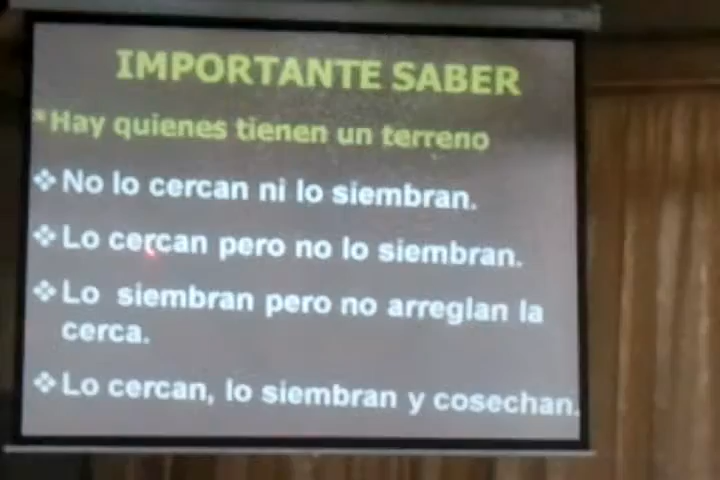 IMPORTANTE SABER
*Hay quienes tienen un terreno
❖ No lo cercan ni lo siembran.
❖ Lo cercan pero no lo siembran.
❖ Lo siembran pero no arreglan la
cerca.
❖ Lo cercan, lo siembran y cosechan.